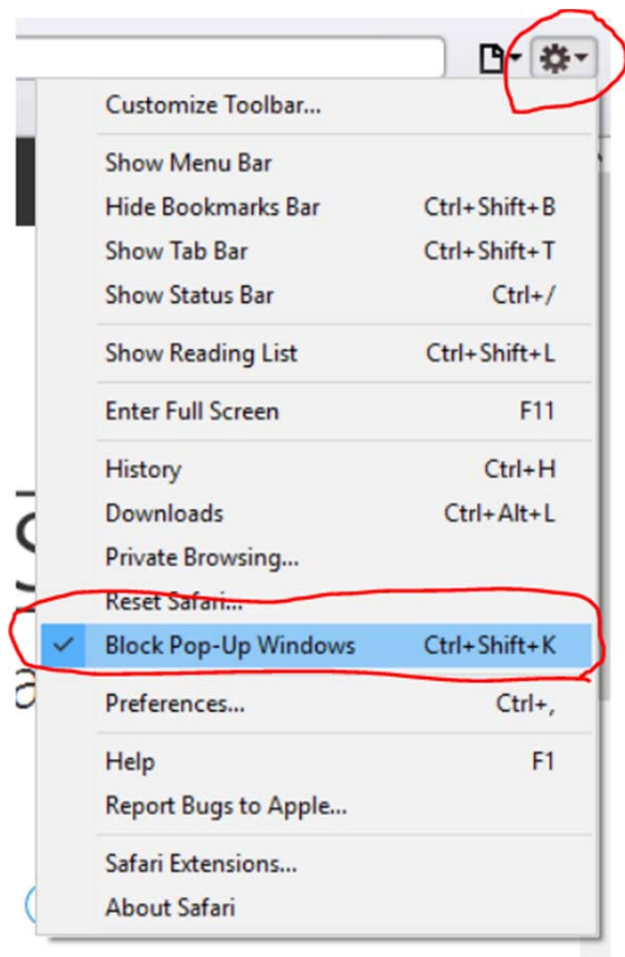 Customize Toolbar...
Show Menu Bar
Hide Bookmarks Bar Ctrl+Shift+B
Show Tab Bar Ctrl+Shift+T
Show Status Bar Ctrl+/
Show Reading List Ctrl+Shift+L
Enter Full Screen F11
History Ctrl+H
Downloads Ctrl+Alt+L
Private Browsing...
Reset Safari...
Block Pop-Up Windows Ctrl+Shift+K
Preferences... Ctrl+,
Help F1
Report Bugs to Apple...
Safari Extensions...
About Safari